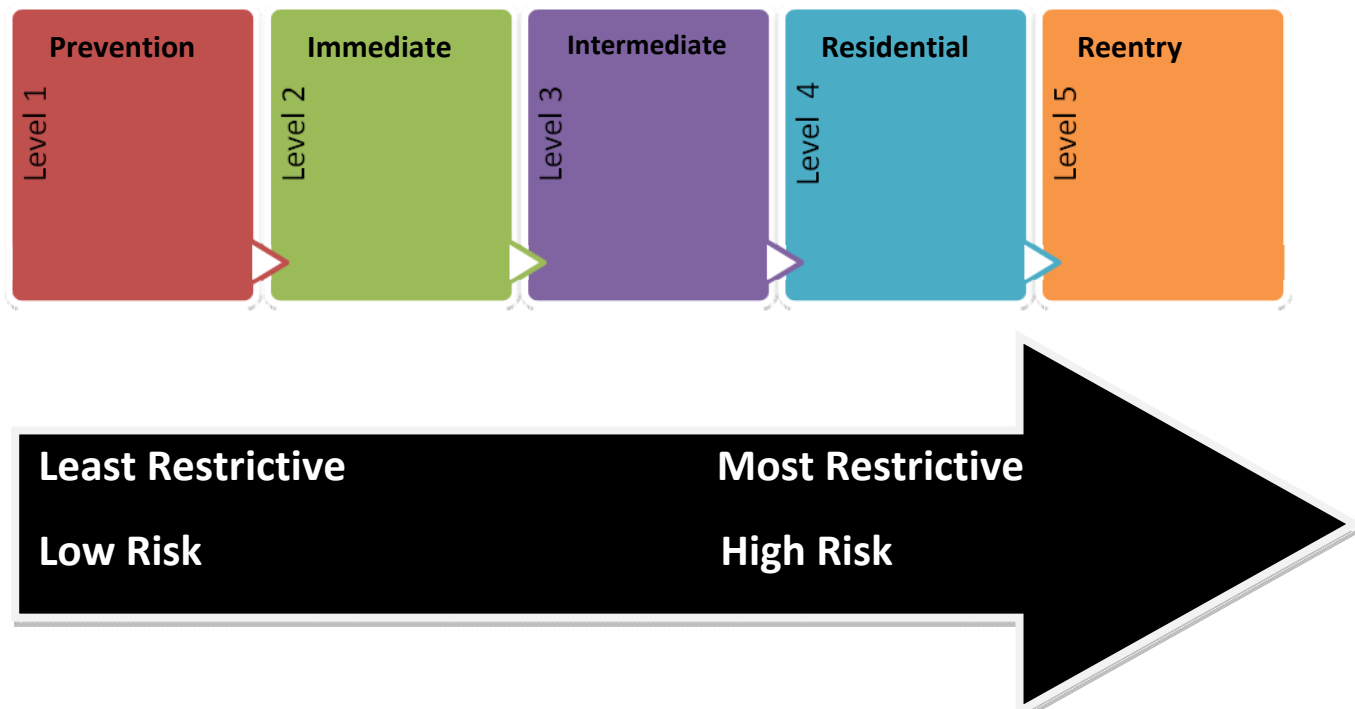 Prevention
Level 1
Immediate
Level 2
Intermediate
Level 3
Residential
Level 4
Reentry
Level 5
Least Restrictive
Most Restrictive
Low Risk
High Risk